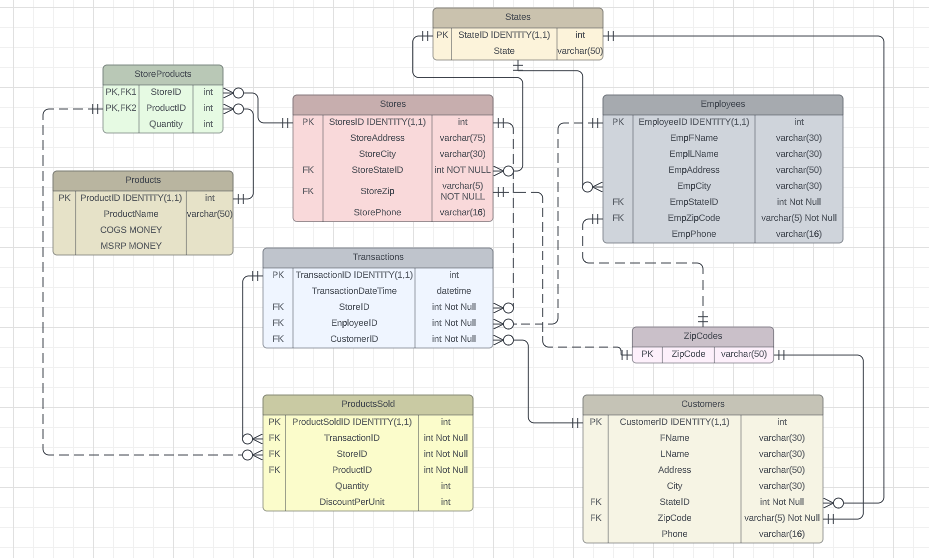 States
PK StateID IDENTITY(1,1) int
State varchar(50)
StoreProducts
PK,FK1 StoreID int
PK,FK2 ProductID int
Quantity int
Stores
PK StoresID IDENTITY(1,1) int
StoreAddress varchar(75)
StoreCity varchar(30)
FK StoreStateID int NOT NULL
FK StoreZip varchar(5) NOT NULL
StorePhone varchar(16)
Employees
PK EmployeeID IDENTITY(1,1) int
EmpFName varchar(30)
EmplLName varchar(30)
EmpAddress varchar(50)
EmpCity varchar(30)
FK EmpStateID int Not Null
FK EmpZipCode varchar(5) Not Null
EmpPhone varchar(16)
Products
PK ProductID IDENTITY(1,1) int
ProductName varchar(50)
COGS MONEY
MSRP MONEY
Transactions
PK TransactionID IDENTITY(1,1) int
TransactionDateTime datetime
FK StoreID int Not Null
FK EnployeeID int Not Null
FK CustomerID int Not Null
ZipCodes
PK ZipCode varchar(50)
ProductsSold
PK ProductSoldID IDENTITY(1,1) int
FK TransactionID int Not Null
FK StoreID int Not Null
FK ProductID int Not Null
Quantity int
DiscountPerUnit int
Customers
PK CustomerID IDENTITY(1,1) int
FName varchar(30)
LName varchar(30)
Address varchar(50)
City varchar(30)
FK StateID int Not Null
FK ZipCode varchar(5) Not Null
Phone varchar(16)